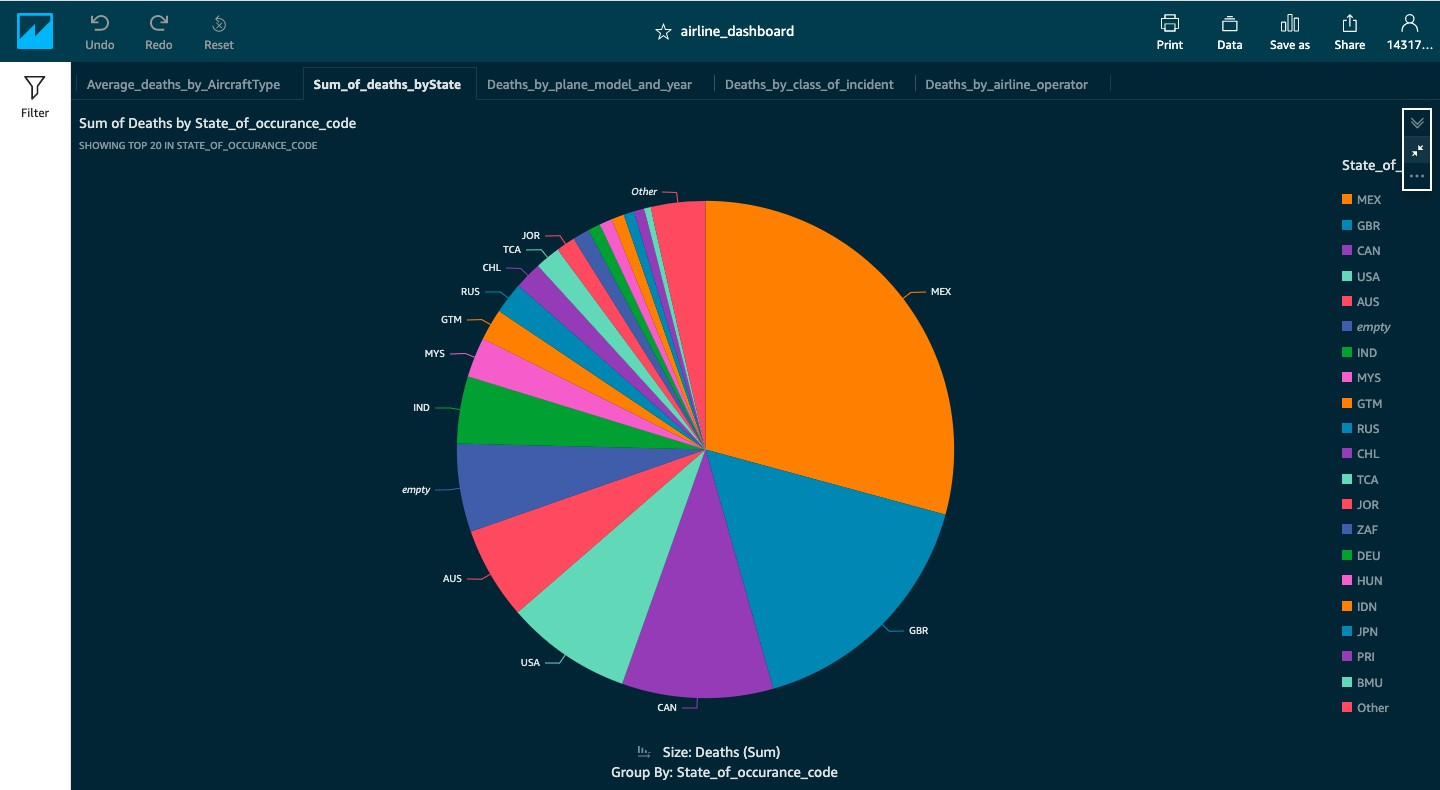 Undo
Redo
Reset
airline_dashboard
Print
Data
Save as
Share
14317...
Filter
Average_deaths_by_AircraftType
Sum_of_deaths_byState
Deaths_by_plane_model_and_year
Deaths_by_class_of_incident
Deaths_by_airline_operator
Sum of Deaths by State_of_occurance_code
SHOWING TOP 20 IN STATE_OF_OCCURANCE_CODE
Other
JOR
TCA
CHL
RUS
GTM
MYS
IND
empty
AUS
USA
CAN
GBR
MEX
State_of_
MEX
GBR
CAN
USA
AUS
empty
IND
MYS
GTM
RUS
CHL
TCA
JOR
ZAF
DEU
HUN
IDN
JPN
PRI
BMU
Other
Size: Deaths (Sum)
Group By: State_of_occurance_code